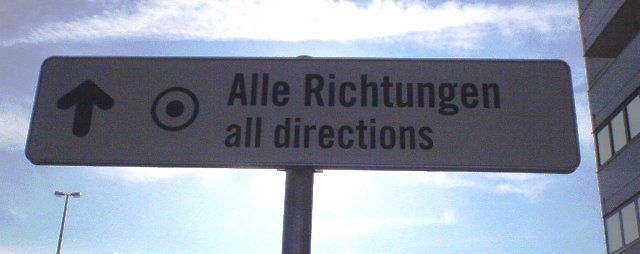 Alle Richtungen
all directions